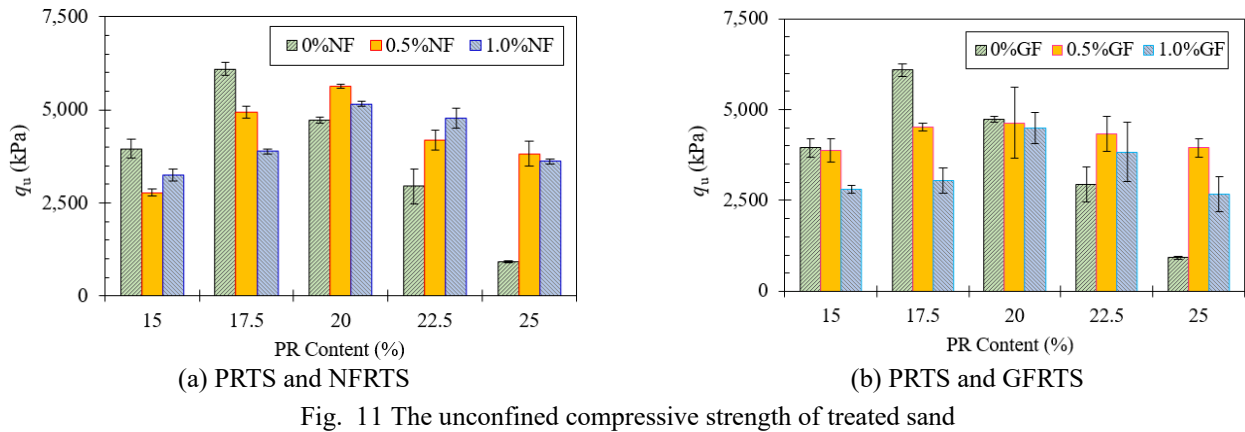 7,500
5,000
2,500
0
qu (kPa)
0%NF 0.5%NF 1.0%NF
15 17.5 20 22.5 25
PR Content (%)
(a) PRTS and NFRTS
7,500
5,000
2,500
0
qu (kPa)
0%GF 0.5%GF 1.0%GF
15 17.5 20 22.5 25
PR Content (%)
(b) PRTS and GFRTS
Fig. 11 The unconfined compressive strength of treated sand